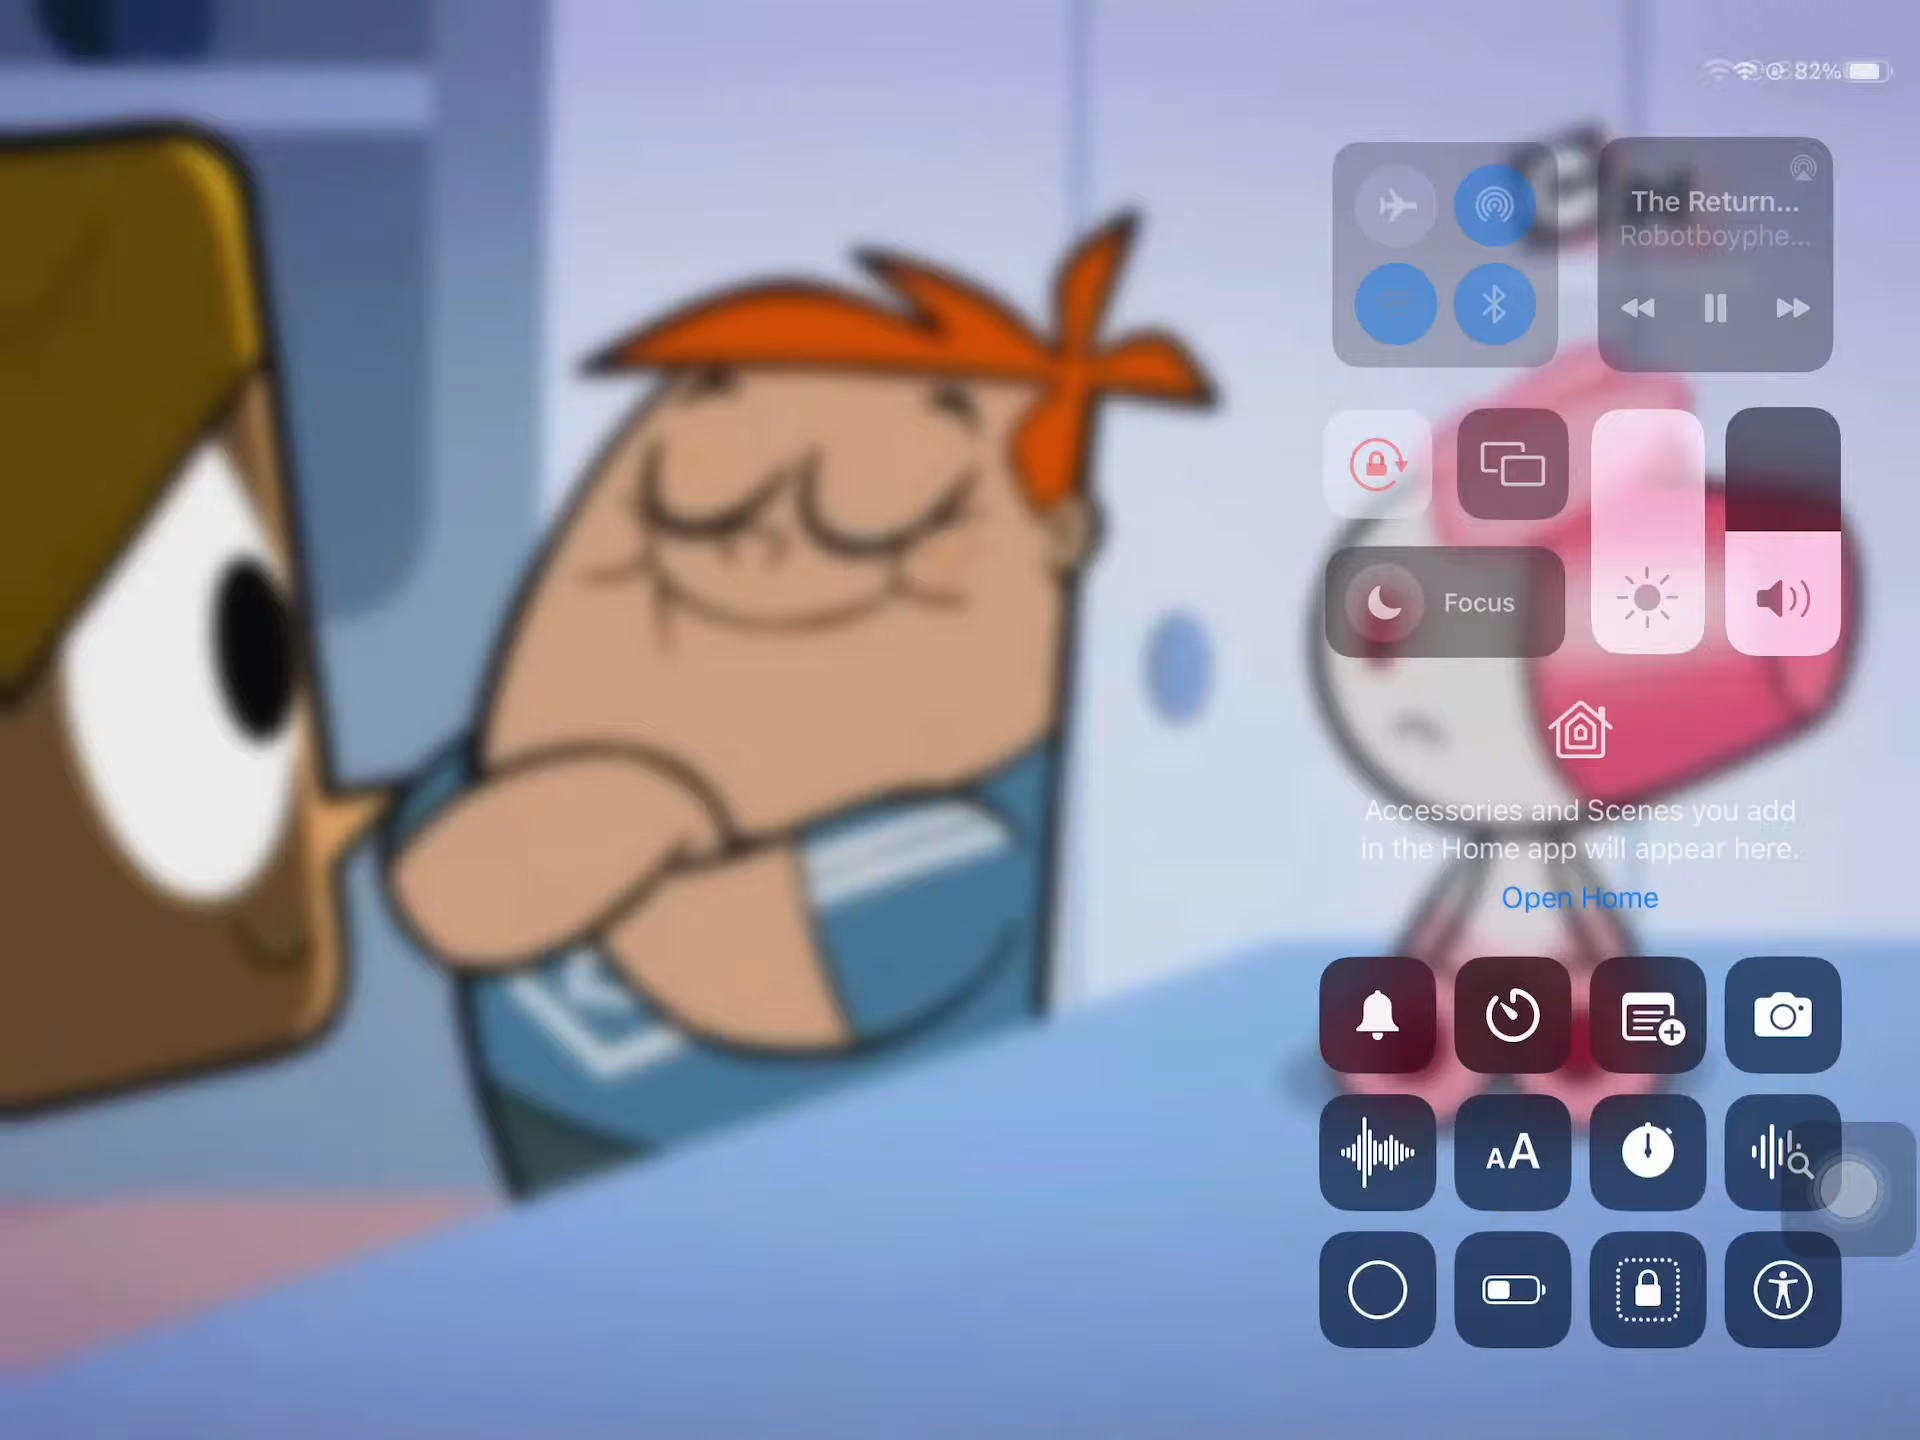 82%
The Return...
Robotboyphe...
Focus
Accessories and Scenes you add
in the Home app will appear here.
Open Home
AA